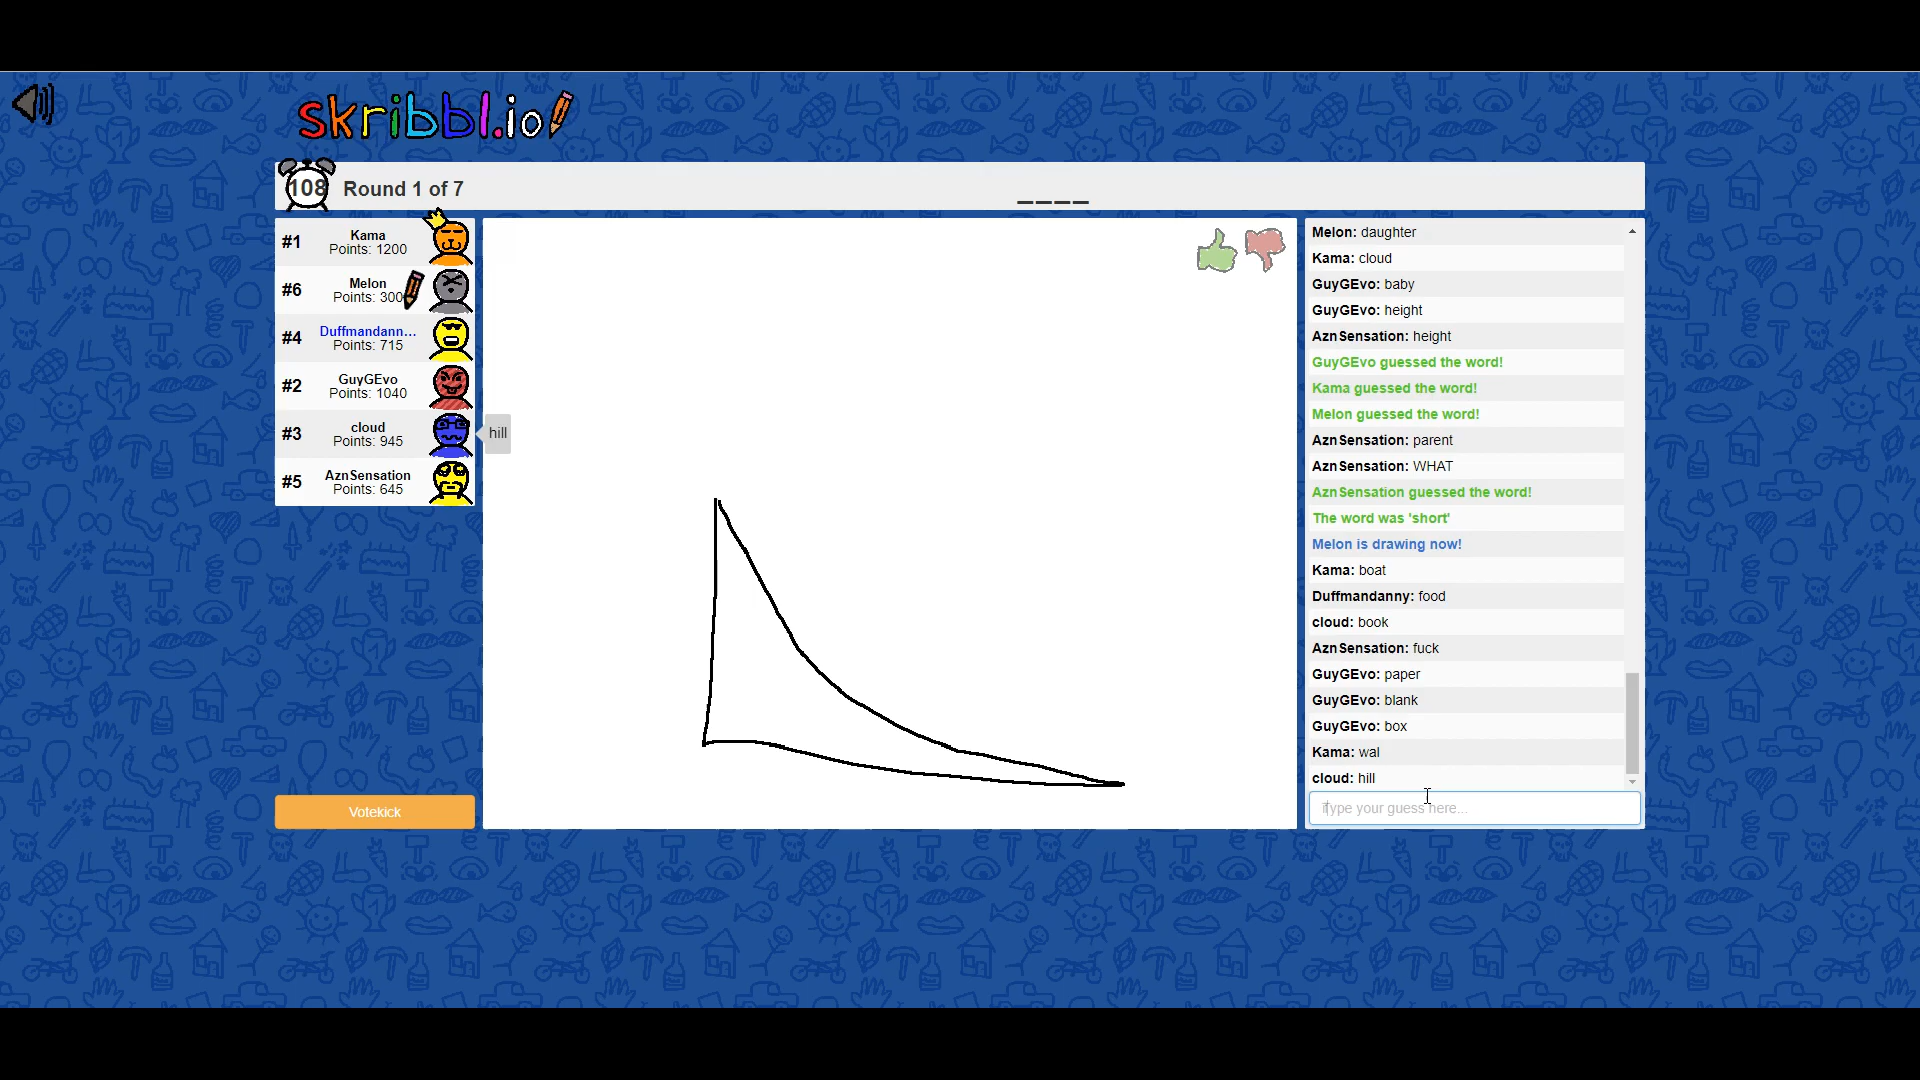 skribbl.io
108
Round 1 of 7
_ _ _ _
#1
Kama
Points: 1200
#6
Melon
Points: 300
#4
Duffmandann...
Points: 715
#2
GuyGEvo
Points: 1040
#3
cloud
Points: 945
hill
#5
AznSensation
Points: 645
Votekick
Melon: daughter
Kama: cloud
GuyGEvo: baby
GuyGEvo: height
AznSensation: height
GuyGEvo guessed the word!
Kama guessed the word!
Melon guessed the word!
AznSensation: parent
AznSensation: WHAT
AznSensation guessed the word!
The word was 'short'
Melon is drawing now!
Kama: boat
Duffmandanny: food
cloud: book
AznSensation: fuck
GuyGEvo: paper
GuyGEvo: blank
GuyGEvo: box
Kama: wal
cloud: hill
Type your guess here...